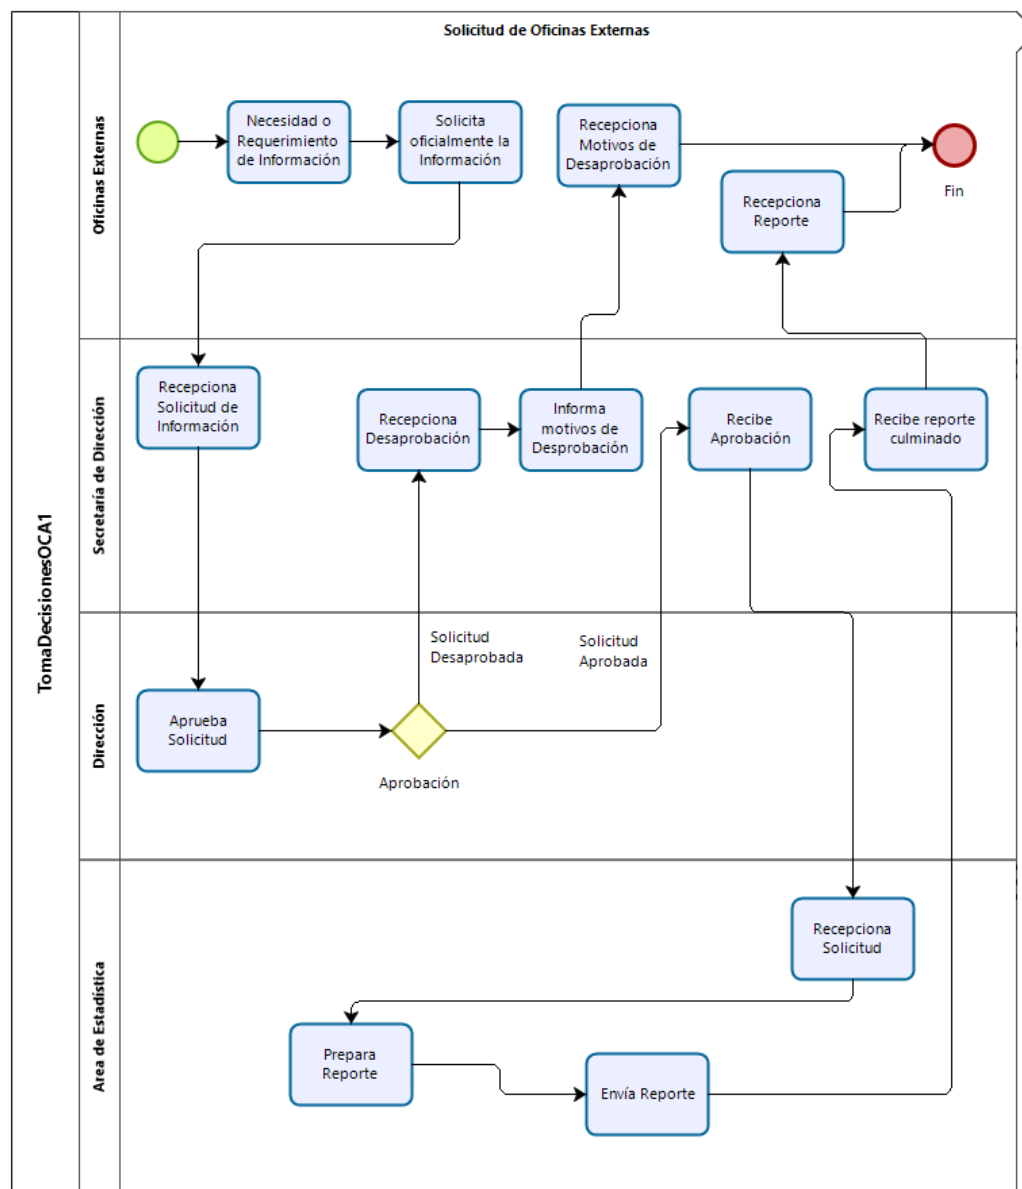 Solicitud de Oficinas Externas
TomaDecisionesOCA1
Oficinas Externas
Necesidad o
Requerimiento
de Información
Solicita
oficialmente la
Información
Recepciona
Motivos de
Desaprobación
Recepciona
Reporte
Fin
Secretaría de Dirección
Recepciona
Solicitud de
Información
Recepciona
Desaprobación
Informa
motivos de
Desprobación
Recibe
Aprobación
Recibe reporte
culminado
Dirección
Solicitud
Desaprobada
Solicitud
Aprobada
Aprueba
Solicitud
Aprobación
Area de Estadística
Recepciona
Solicitud
Prepara
Reporte
Envía Reporte